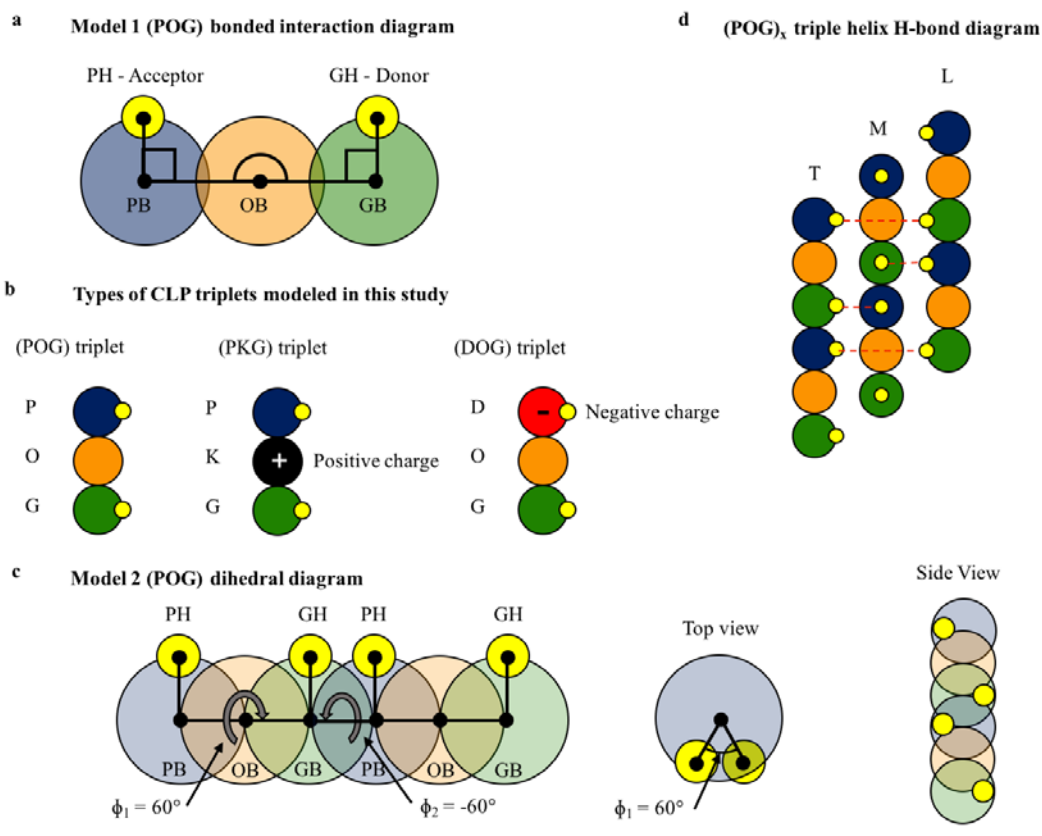 a
Model 1 (POG) bonded interaction diagram
PH - Acceptor
GH - Donor
PB
OB
GB
b
Types of CLP triplets modeled in this study
(POG) triplet
(PKG) triplet
(DOG) triplet
P
P
D
-
Negative charge
O
K
+
Positive charge
O
G
G
G
c
Model 2 (POG) dihedral diagram
PH
GH
PH
GH
PB
OB
GB
PB
OB
GB
ϕ1 = 60°
ϕ2 = -60°
Top view
ϕ1 = 60°
Side View
d
(POG)x triple helix H-bond diagram
L
M
T